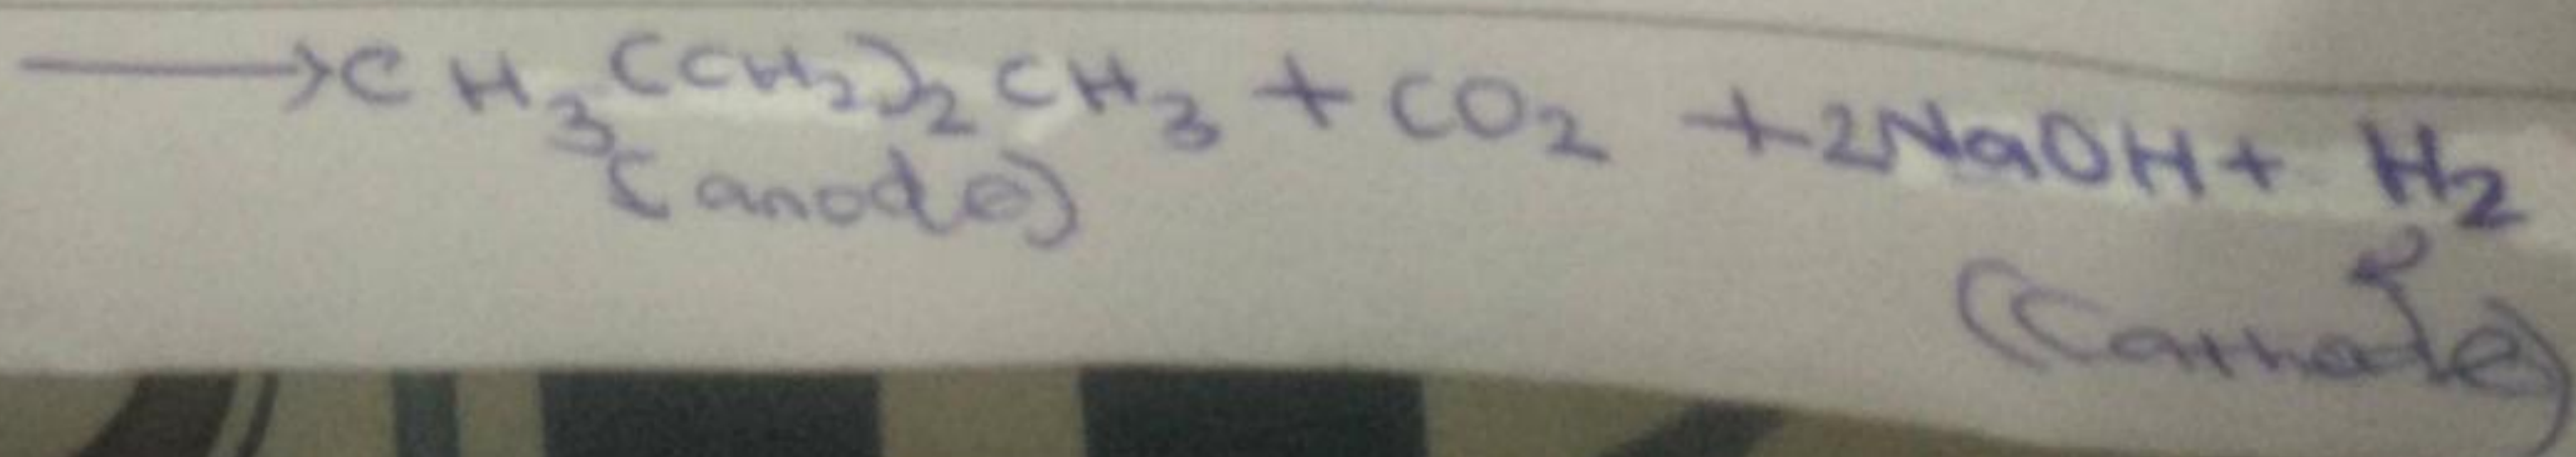 ⟶ CH₃(CH₂)₂CH₃ + CO₂ + 2NaOH + H₂
(anode)
(Cathode)